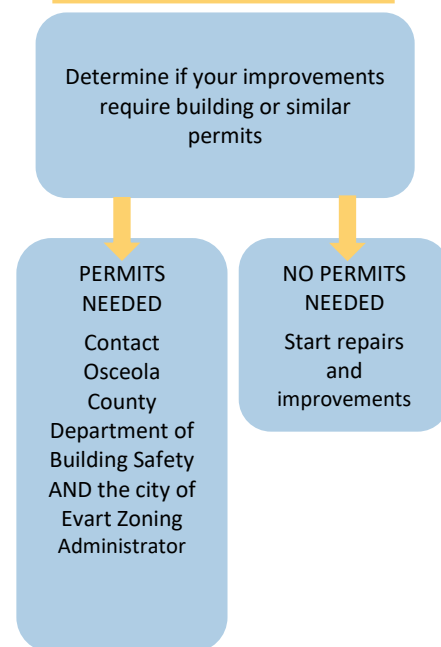 Determine if your improvements
require building or similar
permits
PERMITS
NEEDED
Contact
Osceola
County
Department of
Building Safety
AND the city of
Evart Zoning
Administrator
NO PERMITS
NEEDED
Start repairs
and
improvements